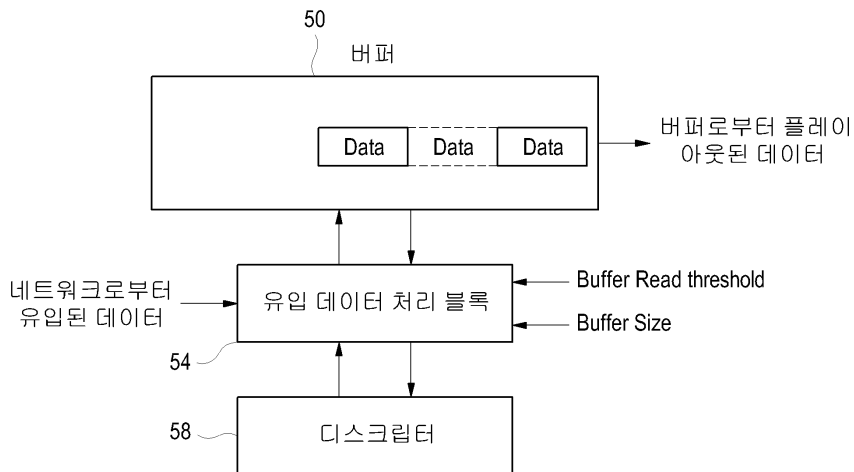 50
버퍼
Data
Data
Data
버퍼로부터 플레이
아웃된 데이터
네트워크로부터
유입된 데이터
유입 데이터 처리 블록
Buffer Read threshold
Buffer Size
54
58
디스크립터